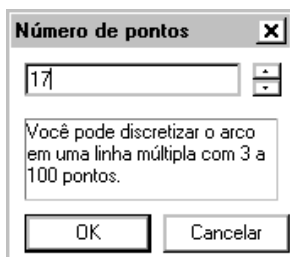 Número de pontos
17
Você pode discretizar o arco
em uma linha múltipla com 3 a
100 pontos.
OK Cancelar